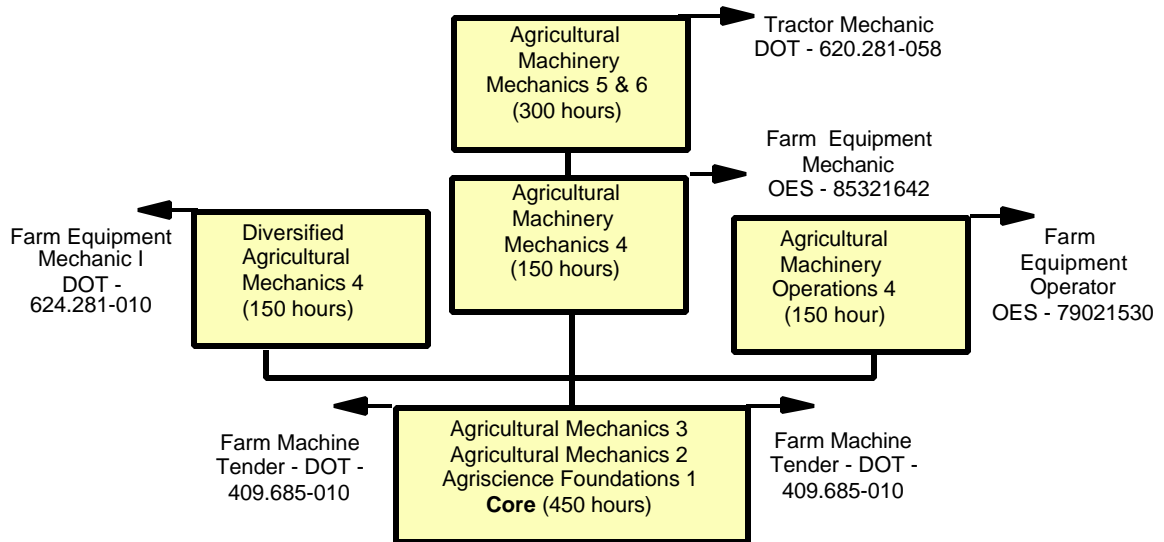 Agricultural
Machinery
Mechanics 5 & 6
(300 hours)
Tractor Mechanic
DOT - 620.281-058
Agricultural
Machinery
Mechanics 4
(150 hours)
Farm Equipment
Mechanic
OES - 85321642
Farm Equipment
Mechanic I
DOT -
624.281-010
Diversified
Agricultural
Mechanics 4
(150 hours)
Agricultural
Machinery
Operations 4
(150 hour)
Farm
Equipment
Operator
OES - 79021530
Farm Machine
Tender - DOT -
409.685-010
Agricultural Mechanics 3
Agricultural Mechanics 2
Agriscience Foundations 1
Core (450 hours)
Farm Machine
Tender - DOT -
409.685-010